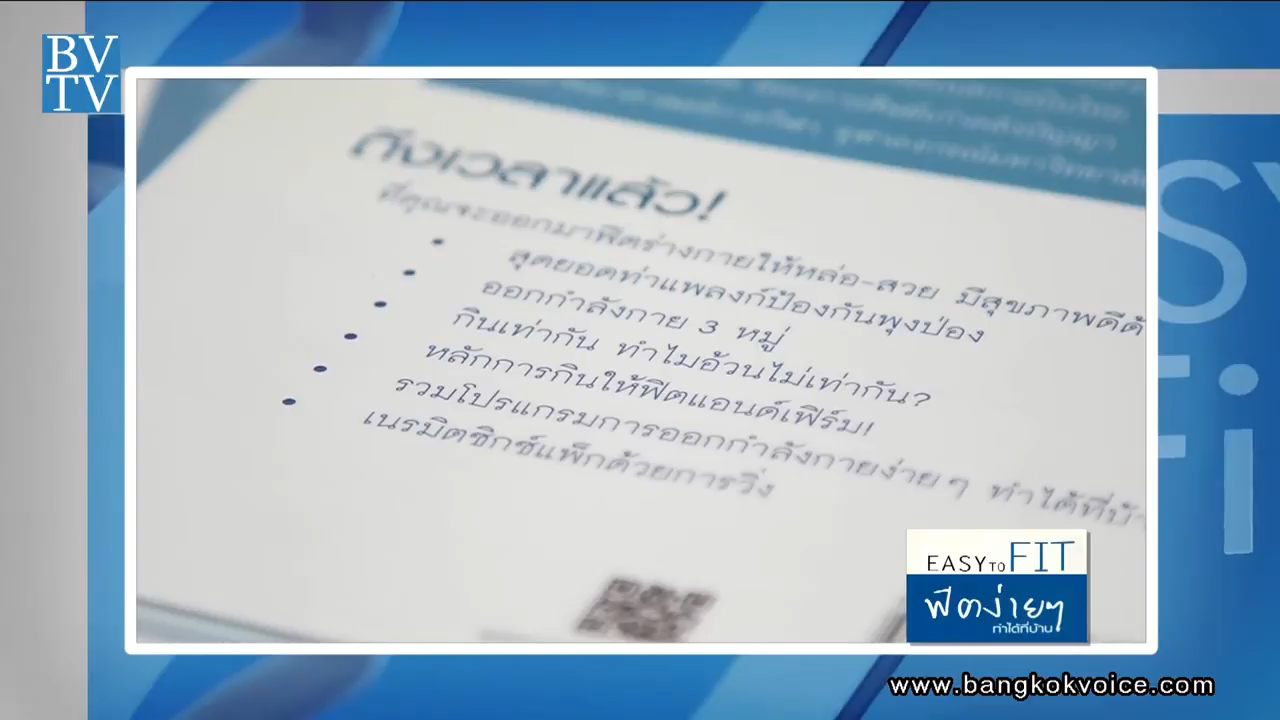 BV
TV
ถึงเวลาแล้ว!
ที่คุณจะออกมาฟิตร่างกายให้หล่อ-สวย มีสุขภาพดีด้
• สุดยอดท่าแพลงก์ป้องกันพุงป่อง
• ออกกำลังกาย 3 หมู่
• กินเท่ากัน ทำไมอ้วนไม่เท่ากัน?
• หลักการกินให้ฟิตแอนด์เฟิร์ม!
• รวมโปรแกรมการออกกำลังกายง่ายๆ ทำได้ที่บ้า
• เนรมิตซิกซ์แพ็กด้วยการวิ่ง
EASY TO FIT
ฟิตง่ายๆ
ทำได้ที่บ้าน
www.bangkokvoice.com